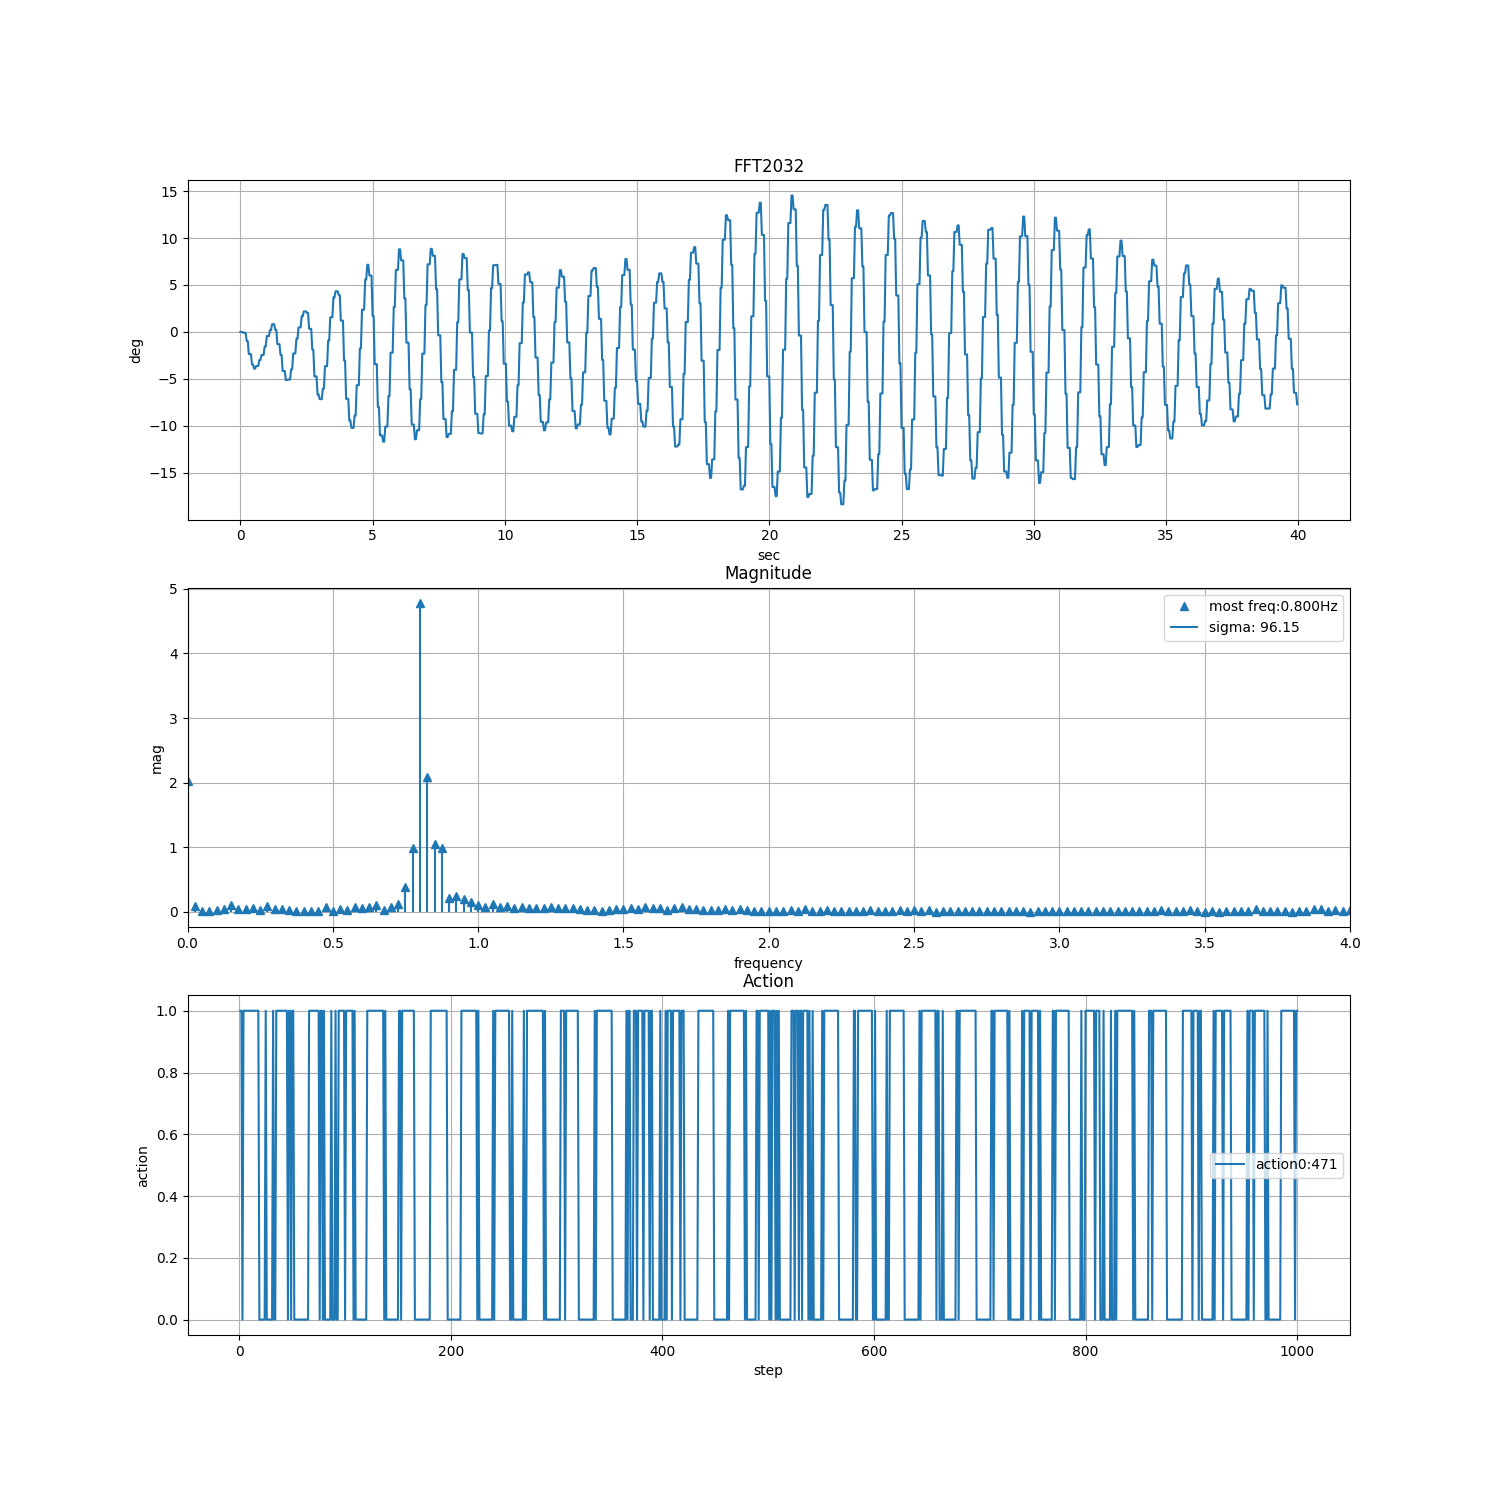 FFT2032
15
10
5
0
−5
−10
−15
deg
0 5 10 15 20 25 30 35 40
sec
Magnitude
5
4
3
2
1
0
mag
most freq:0.800Hz
sigma: 96.15
0.0 0.5 1.0 1.5 2.0 2.5 3.0 3.5 4.0
frequency
Action
1.0
0.8
0.6
0.4
0.2
0.0
action
action0:471
0 200 400 600 800 1000
step